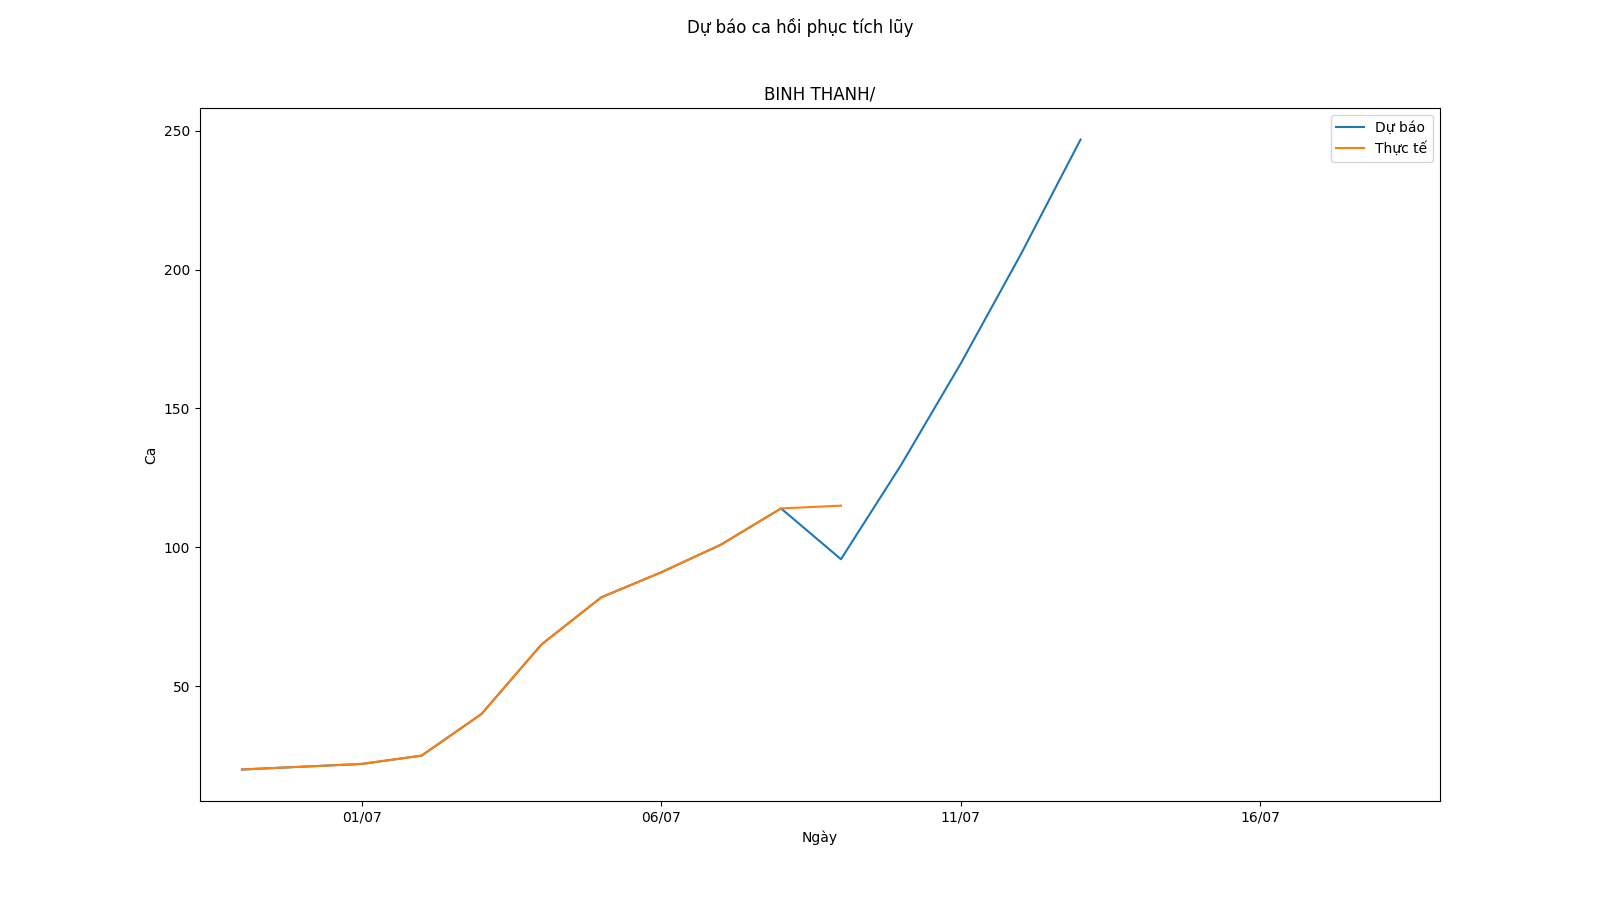 Dự báo ca hồi phục tích lũy
BINH THANH/
Dự báo
Thực tế
250
200
150
100
50
Ca
01/07
06/07
11/07
16/07
Ngày